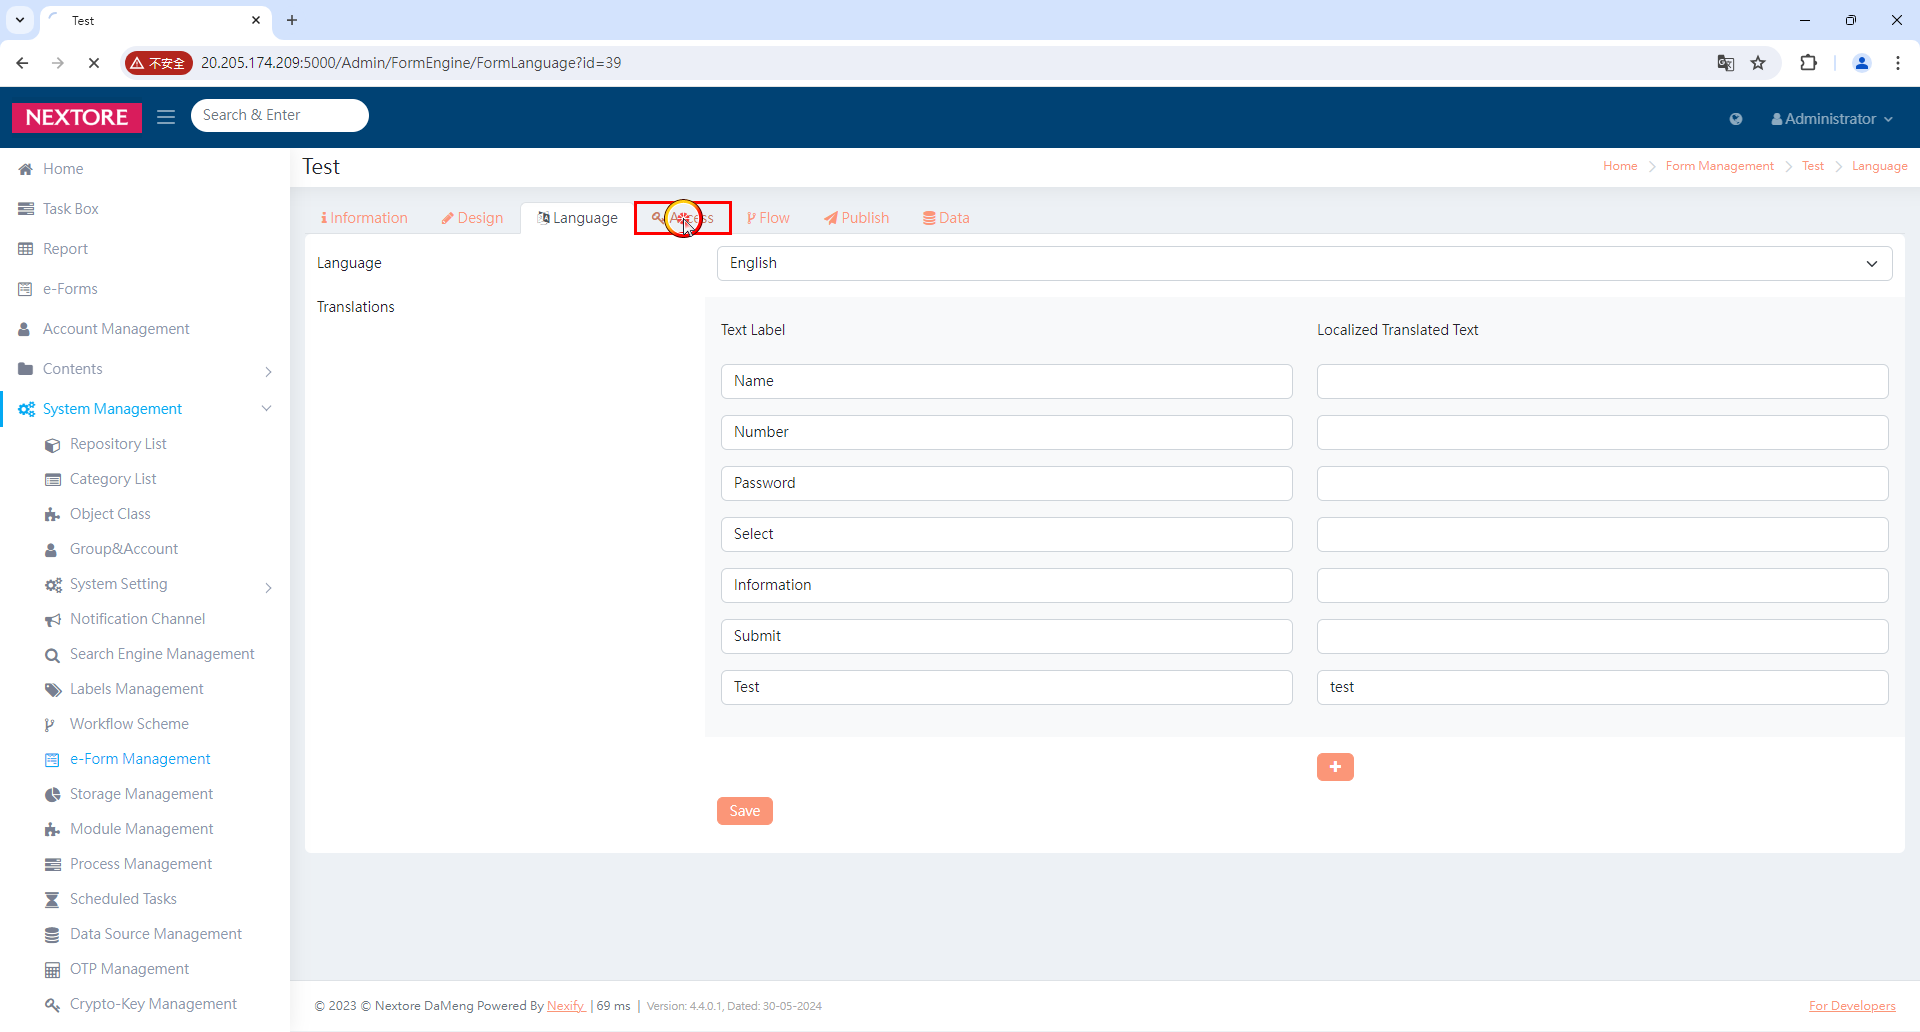 Test
不安全
20.205.174.209:5000/Admin/FormEngine/FormLanguage?id=39
NEXTORE
Search & Enter
Administrator
Home
Task Box
Report
e-Forms
Account Management
Contents
System Management
Repository List
Category List
Object Class
Group&Account
System Setting
Notification Channel
Search Engine Management
Labels Management
Workflow Scheme
e-Form Management
Storage Management
Module Management
Process Management
Scheduled Tasks
Data Source Management
OTP Management
Crypto-Key Management
Test
Home > Form Management > Test > Language
Information Design Language Access Flow Publish Data
Language English
Translations
Text Label Localized Translated Text
Name
Number
Password
Select
Information
Submit
Test test
Save
© 2023 © Nextore DaMeng Powered By Nexify | 69 ms | Version: 4.4.0.1, Dated: 30-05-2024
For Developers